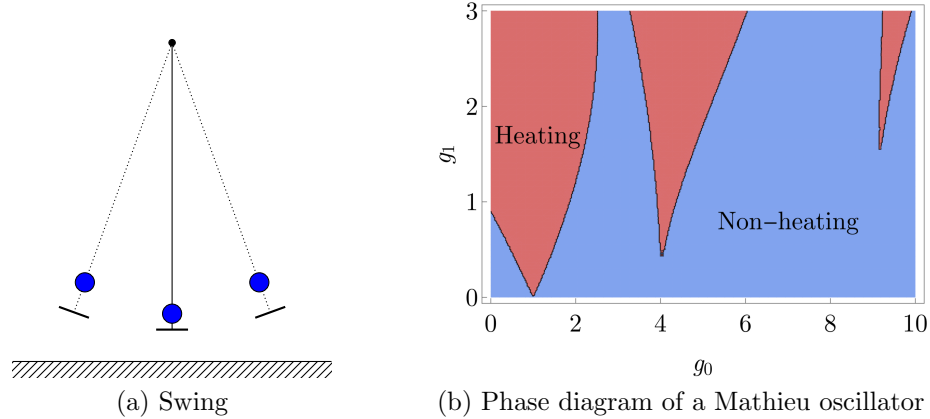 3
2
g₁
1
0
Heating
Non−heating
0 2 4 6 8 10
g₀
(a) Swing
(b) Phase diagram of a Mathieu oscillator